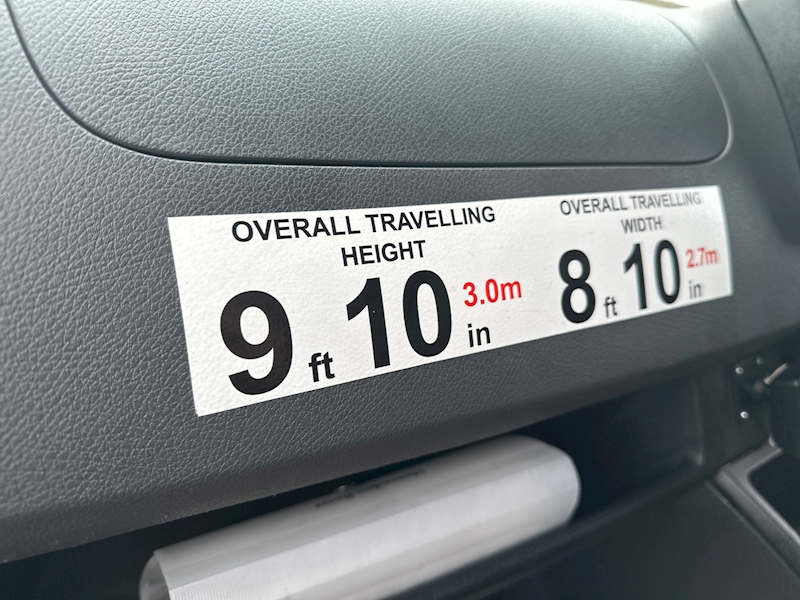 OVERALL TRAVELLING
HEIGHT
9 ft 10 in 3.0m
OVERALL TRAVELLING
WIDTH
8 ft 10 in 2.7m